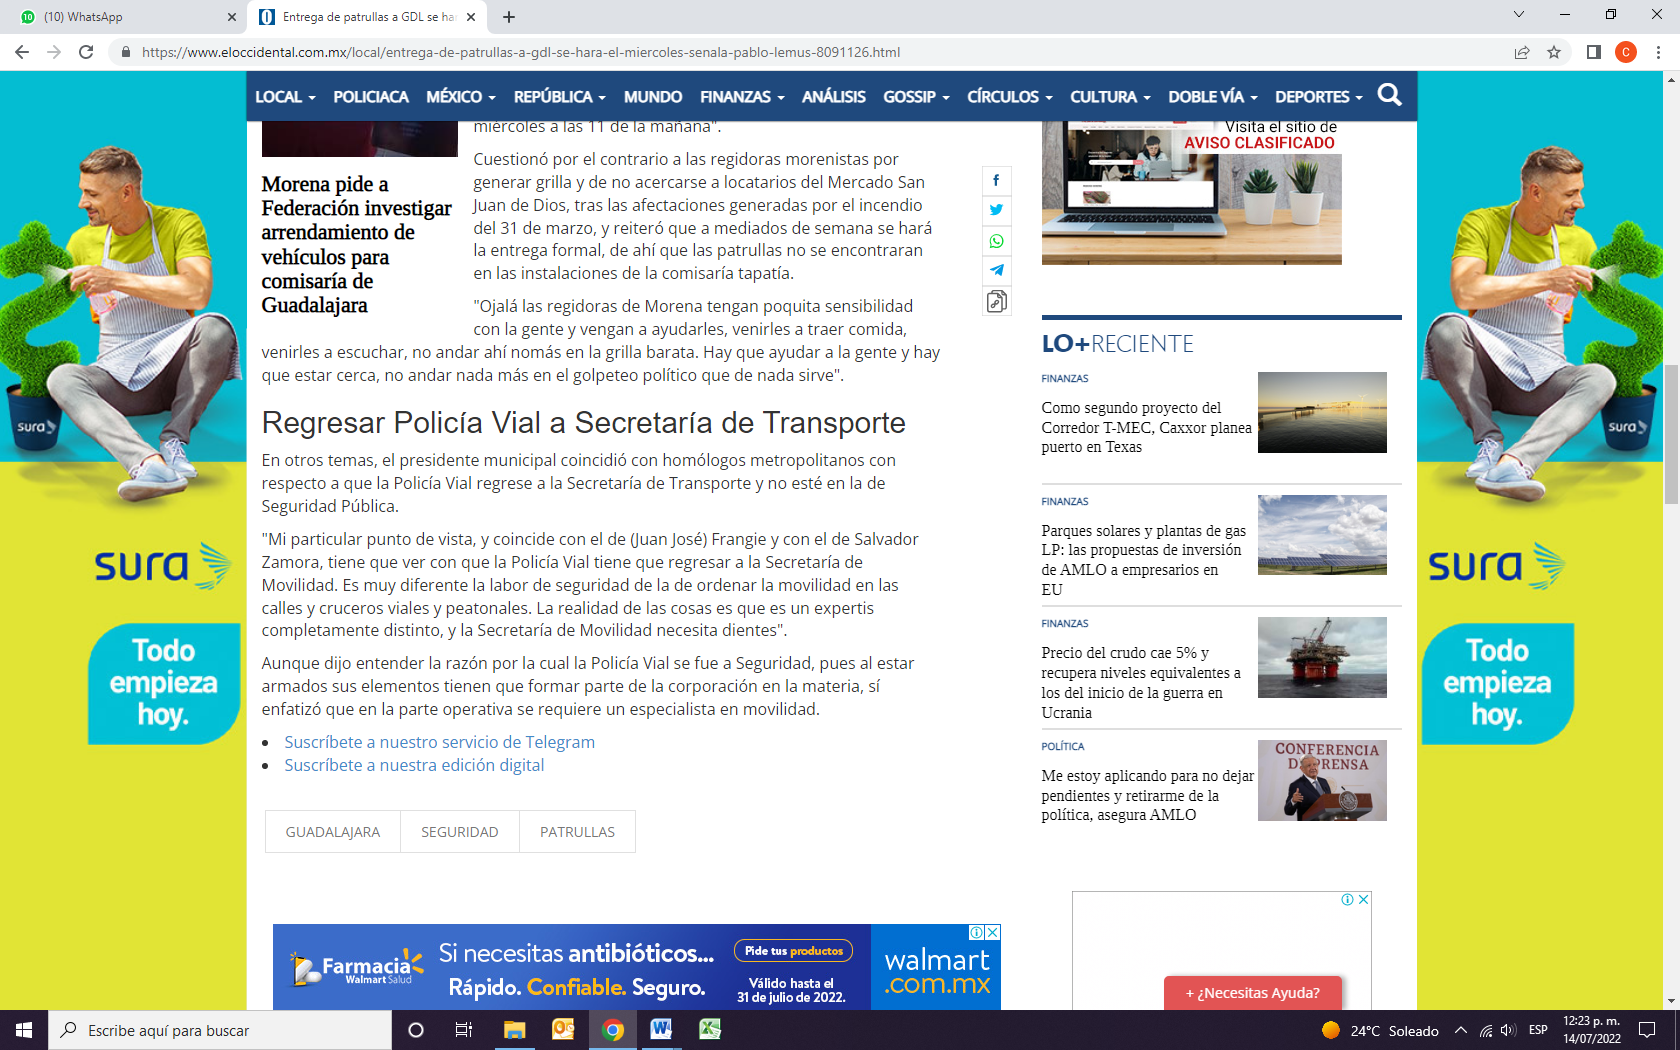 (10) WhatsApp
Entrega de patrullas a GDL se ha
https://www.eloccidental.com.mx/local/entrega-de-patrullas-a-gdl-se-hara-el-miercoles-senala-pablo-lemus-8091126.html
C
LOCAL POLICIACA MÉXICO REPÚBLICA MUNDO FINANZAS ANÁLISIS GOSSIP CÍRCULOS CULTURA DOBLE VÍA DEPORTES
miércoles a las 11 de la mañana".
Morena pide a
Federación investigar
arrendamiento de
vehículos para
comisaría de
Guadalajara
Cuestionó por el contrario a las regidoras morenistas por
generar grilla y de no acercarse a locatarios del Mercado San
Juan de Dios, tras las afectaciones generadas por el incendio
del 31 de marzo, y reiteró que a mediados de semana se hará
la entrega formal, de ahí que las patrullas no se encontraran
en las instalaciones de la comisaría tapatía.
"Ojalá las regidoras de Morena tengan poquita sensibilidad
con la gente y vengan a ayudarles, venirles a traer comida,
venirles a escuchar, no andar ahí nomás en la grilla barata. Hay que ayudar a la gente y hay
que estar cerca, no andar nada más en el golpeteo político que de nada sirve".
Regresar Policía Vial a Secretaría de Transporte
En otros temas, el presidente municipal coincidió con homólogos metropolitanos con
respecto a que la Policía Vial regrese a la Secretaría de Transporte y no esté en la de
Seguridad Pública.
"Mi particular punto de vista, y coincide con el de (Juan José) Frangie y con el de Salvador
Zamora, tiene que ver con que la Policía Vial tiene que regresar a la Secretaría de
Movilidad. Es muy diferente la labor de seguridad de la de ordenar la movilidad en las
calles y cruceros viales y peatonales. La realidad de las cosas es que es un expertis
completamente distinto, y la Secretaría de Movilidad necesita dientes".
Aunque dijo entender la razón por la cual la Policía Vial se fue a Seguridad, pues al estar
armados sus elementos tienen que formar parte de la corporación en la materia, sí
enfatizó que en la parte operativa se requiere un especialista en movilidad.
Suscríbete a nuestro servicio de Telegram
Suscríbete a nuestra edición digital
GUADALAJARA SEGURIDAD PATRULLAS
Visita el sitio de
AVISO CLASIFICADO
LO+RECIENTE
FINANZAS
Como segundo proyecto del
Corredor T-MEC, Caxxor planea
puerto en Texas
FINANZAS
Parques solares y plantas de gas
LP: las propuestas de inversión
de AMLO a empresarios en
EU
FINANZAS
Precio del crudo cae 5% y
recupera niveles equivalentes a
los del inicio de la guerra en
Ucrania
POLÍTICA
Me estoy aplicando para no dejar
pendientes y retirarme de la
política, asegura AMLO
CONFERENCIA
DE PRENSA
sura
sura
Todo
empieza
hoy.
sura
sura
Todo
empieza
hoy.
Farmacia
Walmart Salud
Si necesitas antibióticos...
Rápido. Confiable. Seguro.
Pide tus productos
Válido hasta el
31 de julio de 2022.
walmart
.com.mx
+ ¿Necesitas Ayuda?
Escribe aquí para buscar
24°C Soleado
ESP
12:23 p. m.
14/07/2022